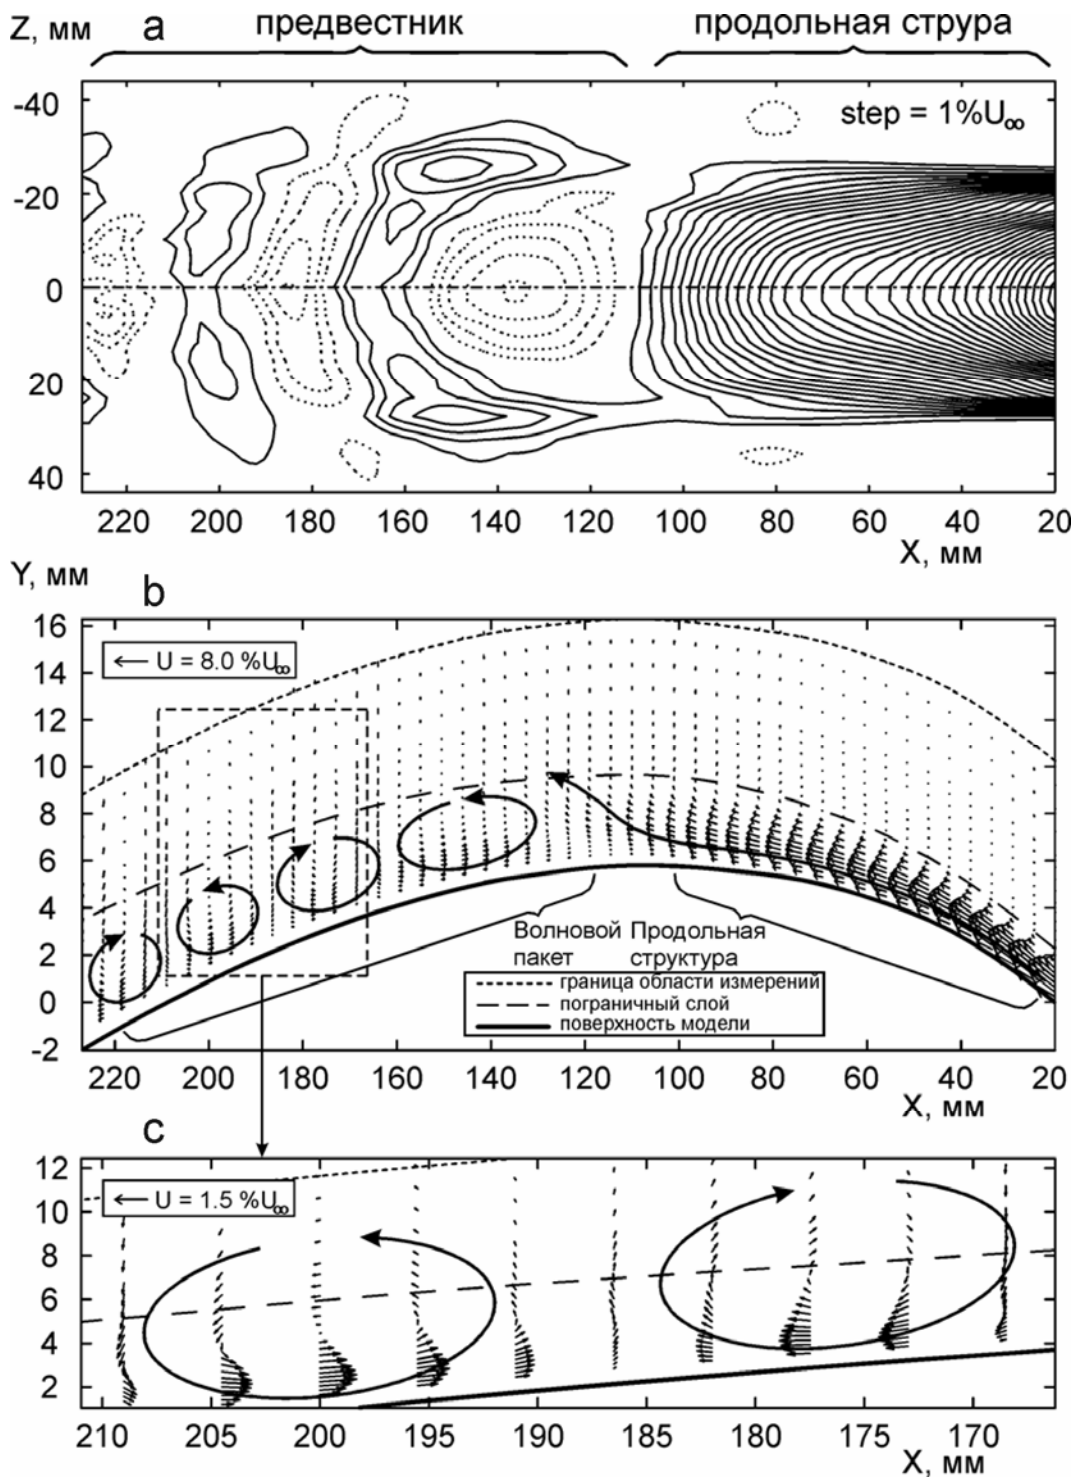 Z, мм a предвестник продольная струра
-40
step = 1%U∞
-20
0
20
40
220 200 180 160 140 120 100 80 60 40 20
X, мм
Y, мм
b
16
← U = 8.0 %U∞
14
12
10
8
6
4
Волновой Продольная
пакет структура
2
граница области измерений
0
пограничный слой
поверхность модели
-2
220 200 180 160 140 120 100 80 60 40 20
X, мм
c
12
← U = 1.5 %U∞
10
8
6
4
2
210 205 200 195 190 185 180 175 170
X, мм